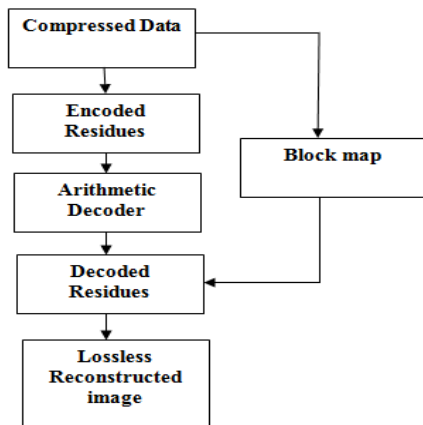 Compressed Data
Encoded
Residues
Block map
Arithmetic
Decoder
Decoded
Residues
Lossless
Reconstructed
image